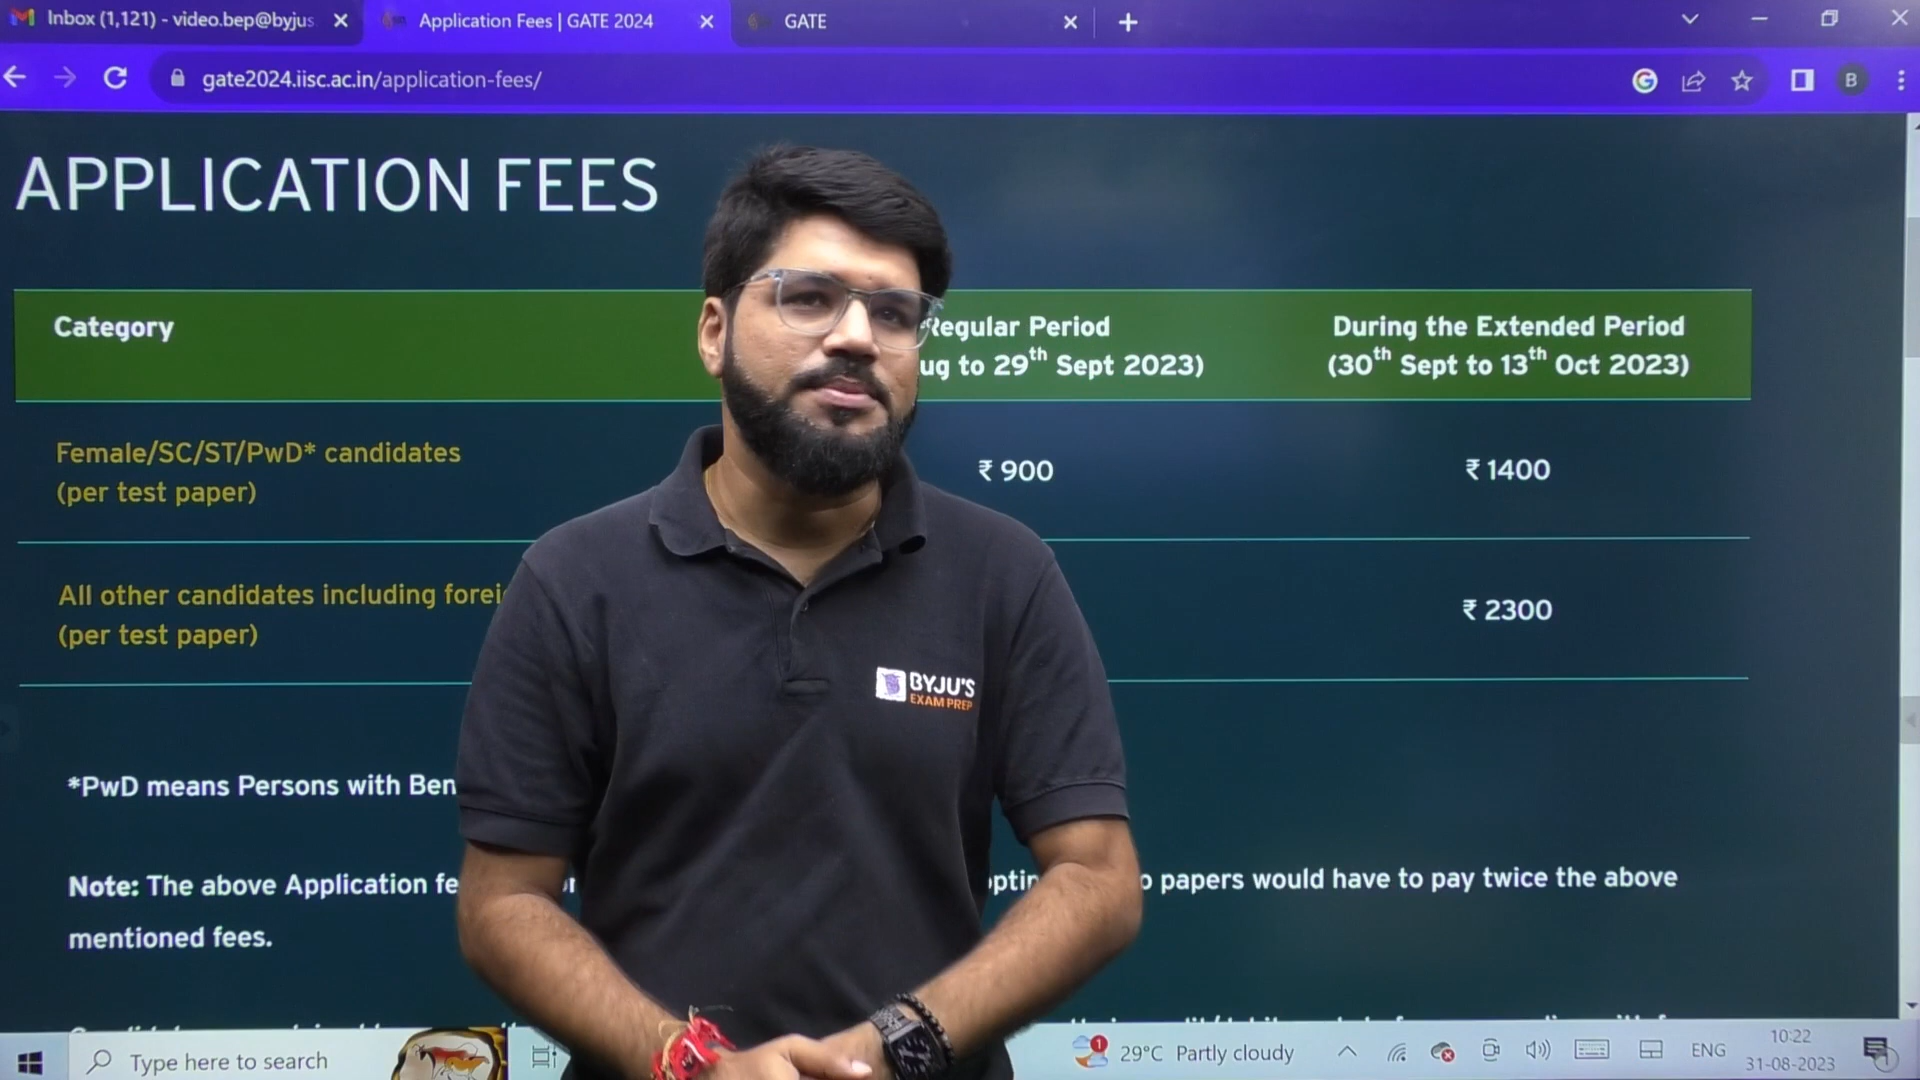 Inbox (1,121) - video.bep@byjus
Application Fees | GATE 2024
GATE
gate2024.iisc.ac.in/application-fees/
B
APPLICATION FEES
Category
Regular Period
During the Extended Period
ug to 29th Sept 2023)
(30th Sept to 13th Oct 2023)
Female/SC/ST/PwD* candidates
(per test paper)
₹ 900
₹ 1400
All other candidates including forei
(per test paper)
₹ 2300
BYJU'S
EXAM PREP
*PwD means Persons with Ben
Note: The above Application fe
papers would have to pay twice the above
mentioned fees.
Type here to search
1
29°C Partly cloudy
ENG
10:22
31-08-2023
1